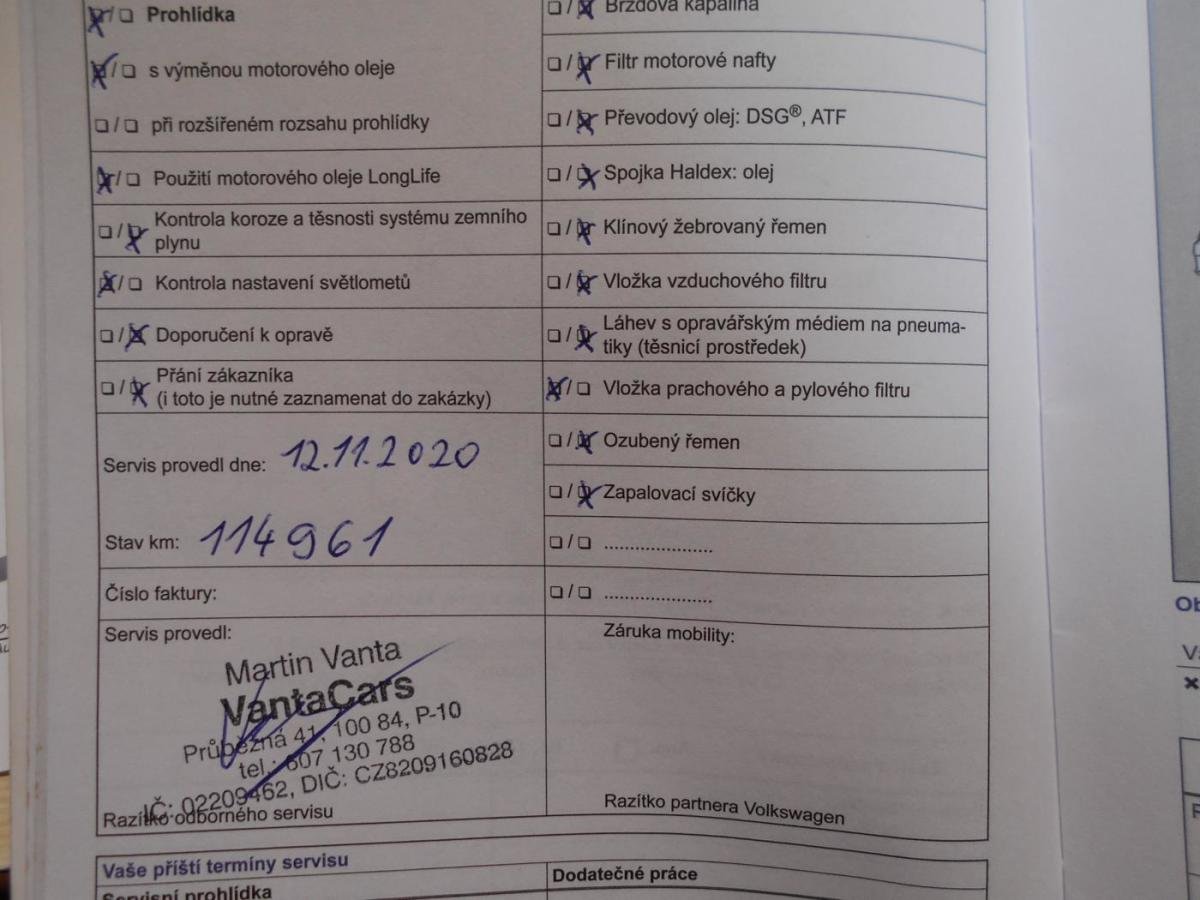 ☒/☐ Prohlídka
☒/☐ s výměnou motorového oleje
☐/☐ při rozšířeném rozsahu prohlídky
☒/☐ Použití motorového oleje LongLife
☐/☒ Kontrola koroze a těsnosti systému zemního
plynu
☒/☐ Kontrola nastavení světlometů
☐/☒ Doporučení k opravě
☐/☒ Přání zákazníka
(i toto je nutné zaznamenat do zakázky)
Servis provedl dne: 12.11.2020
Stav km: 114961
Číslo faktury:
Servis provedl:
Martin Vanta
VantaCars
Průběžná 41, 100 84, P-10
tel.: 607 130 788
IČ: 02209462, DIČ: CZ8209160828
Razítko odborného servisu
☐/☒ Brzdová kapalina
☐/☒ Filtr motorové nafty
☐/☒ Převodový olej: DSG®, ATF
☐/☒ Spojka Haldex: olej
☐/☒ Klínový žebrovaný řemen
☐/☒ Vložka vzduchového filtru
☐/☒ Láhev s opravářským médiem na pneuma-
tiky (těsnicí prostředek)
☒/☐ Vložka prachového a pylového filtru
☐/☒ Ozubený řemen
☐/☒ Zapalovací svíčky
☐/☐ .....................
☐/☐ .....................
Záruka mobility:
Razítko partnera Volkswagen
Vaše příští termíny servisu
Servisní prohlídka
Dodatečné práce